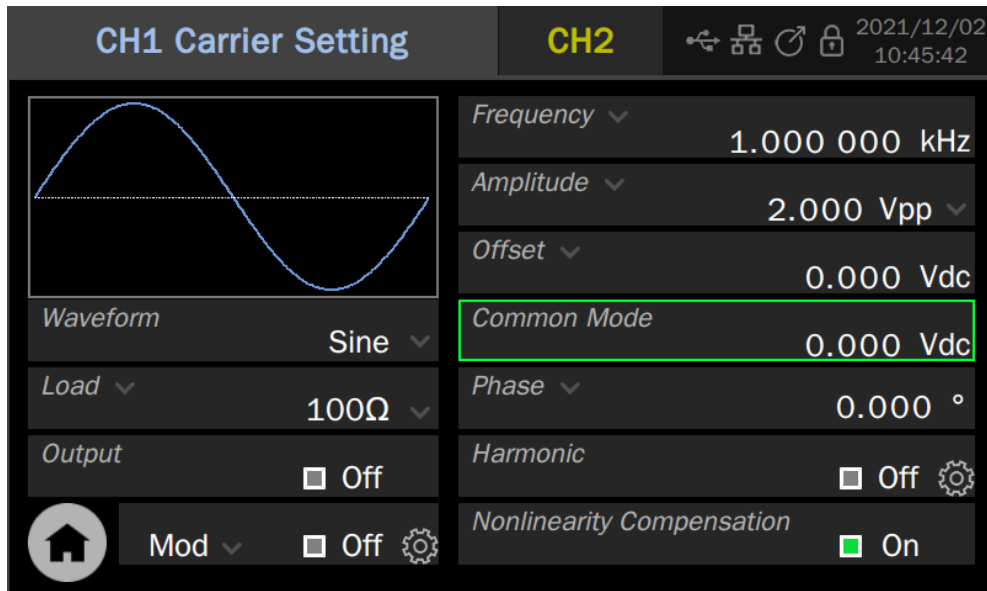 CH1 Carrier Setting
CH2
2021/12/02
10:45:42
Frequency
1.000 000 kHz
Amplitude
2.000 Vpp
Offset
0.000 Vdc
Waveform
Sine
Common Mode
0.000 Vdc
Load
100Ω
Phase
0.000 °
Output
Off
Harmonic
Off
Mod
Off
Nonlinearity Compensation
On